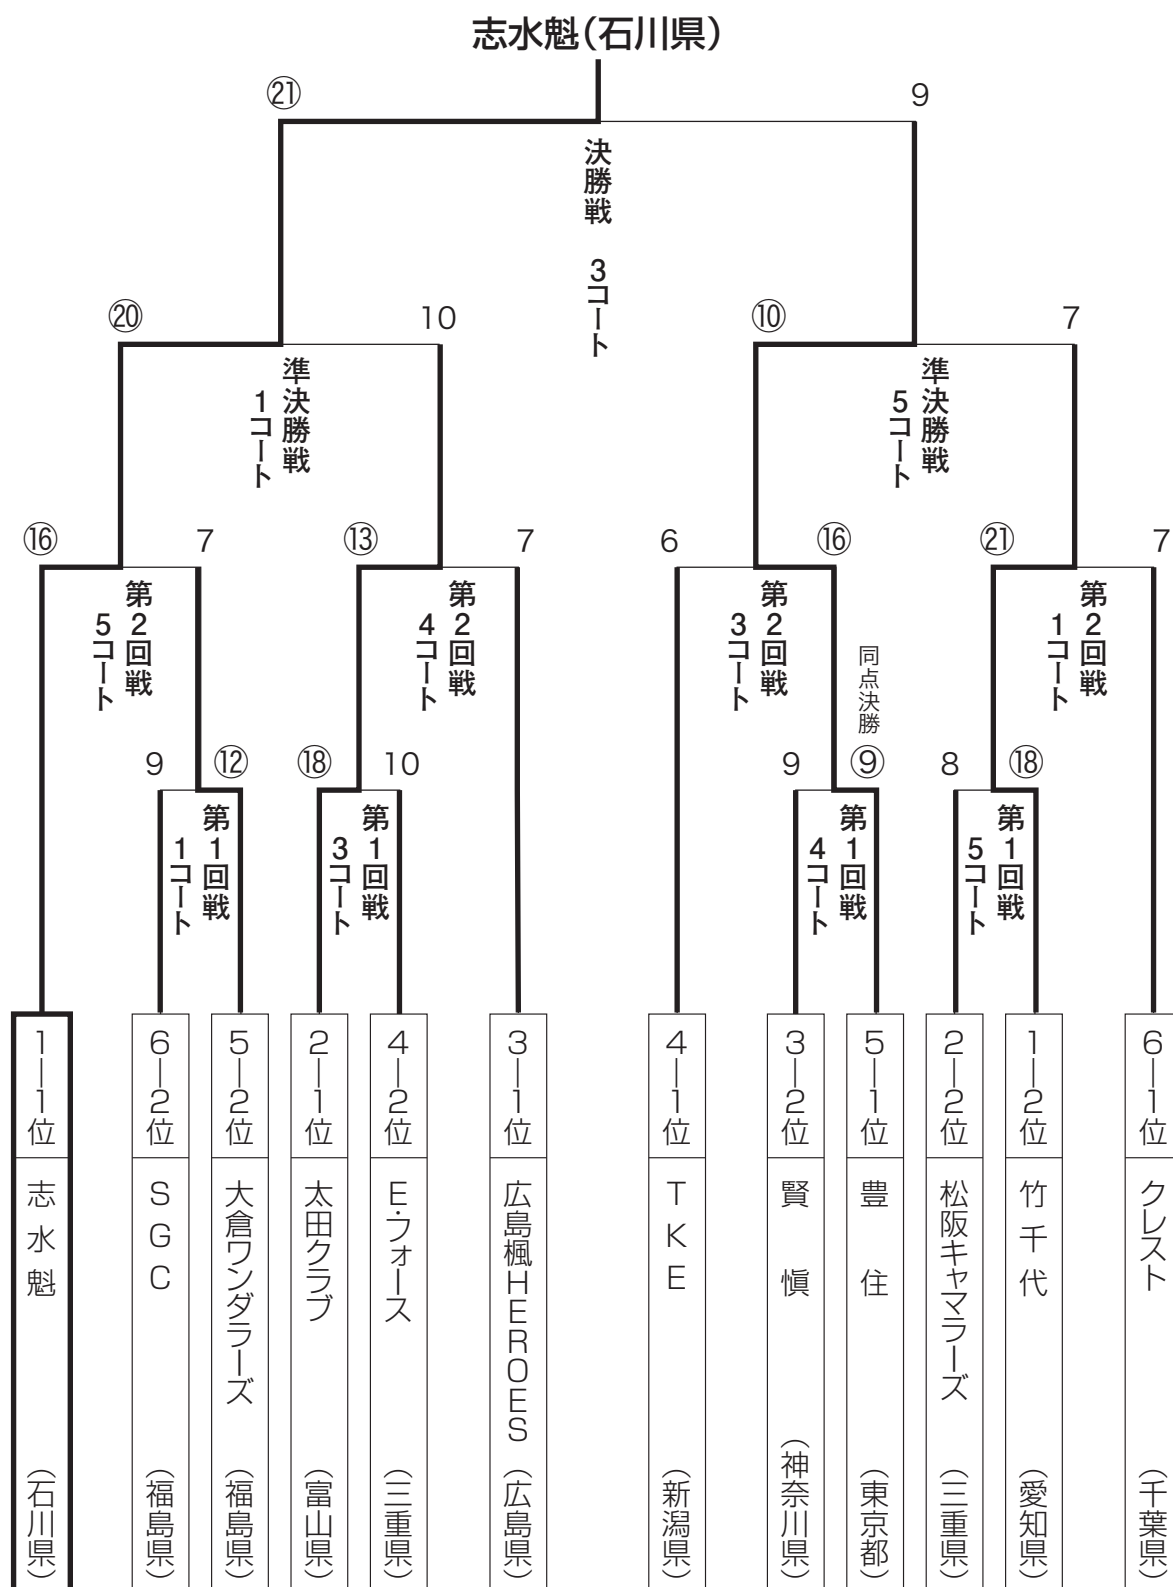 志水魁(石川県)
㉑
9
決勝戦 3コート
⑳
10
⑩
7
準決勝戦
1コート
準決勝戦
5コート
⑯
7
⑬
7
6
⑯
㉑
7
第2回戦
5コート
第2回戦
4コート
第2回戦
3コート
第2回戦
1コート
同点決勝
9
⑫
⑱
10
9
⑨
8
⑱
第1回戦
1コート
第1回戦
3コート
第1回戦
4コート
第1回戦
5コート
1―1位 志水魁 (石川県)
6―2位 SGC (福島県)
5―2位 大倉ワンダラーズ (福島県)
2―1位 太田クラブ (富山県)
4―2位 E・フォース (三重県)
3―1位 広島楓HEROES (広島県)
4―1位 TKE (新潟県)
3―2位 賢愼 (神奈川県)
5―1位 豊住 (東京都)
2―2位 松阪キャマラーズ (三重県)
1―2位 竹千代 (愛知県)
6―1位 クレスト (千葉県)